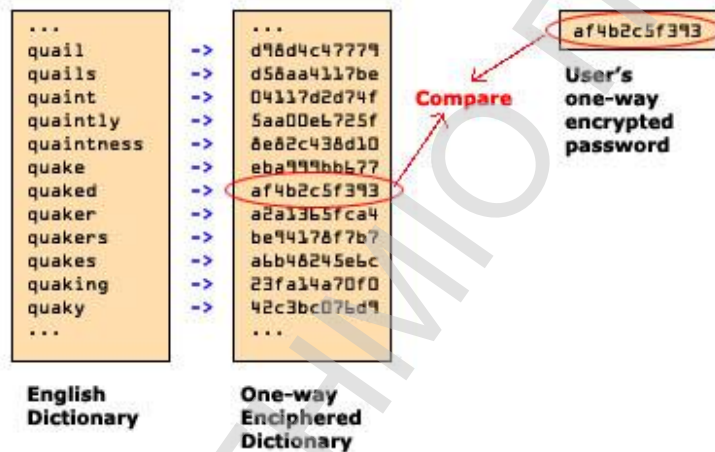 ...
quail -> d98d4c47779
quails -> d58aa4117be
quaint -> 04117d2d74f
quaintly -> 5aa00e6725f
quaintness -> 8e82c438d10
quake -> eba999bb677
quaked -> af4b2c5f393
quaker -> a2a1365fca4
quakers -> be94178f7b7
quakes -> a6b48245e6c
quaking -> 23fa14a70f0
quaky -> 42c3bc076d9
...
English
Dictionary
...
...
One-way
Enciphered
Dictionary
Compare
af4b2c5f393
User's
one-way
encrypted
password